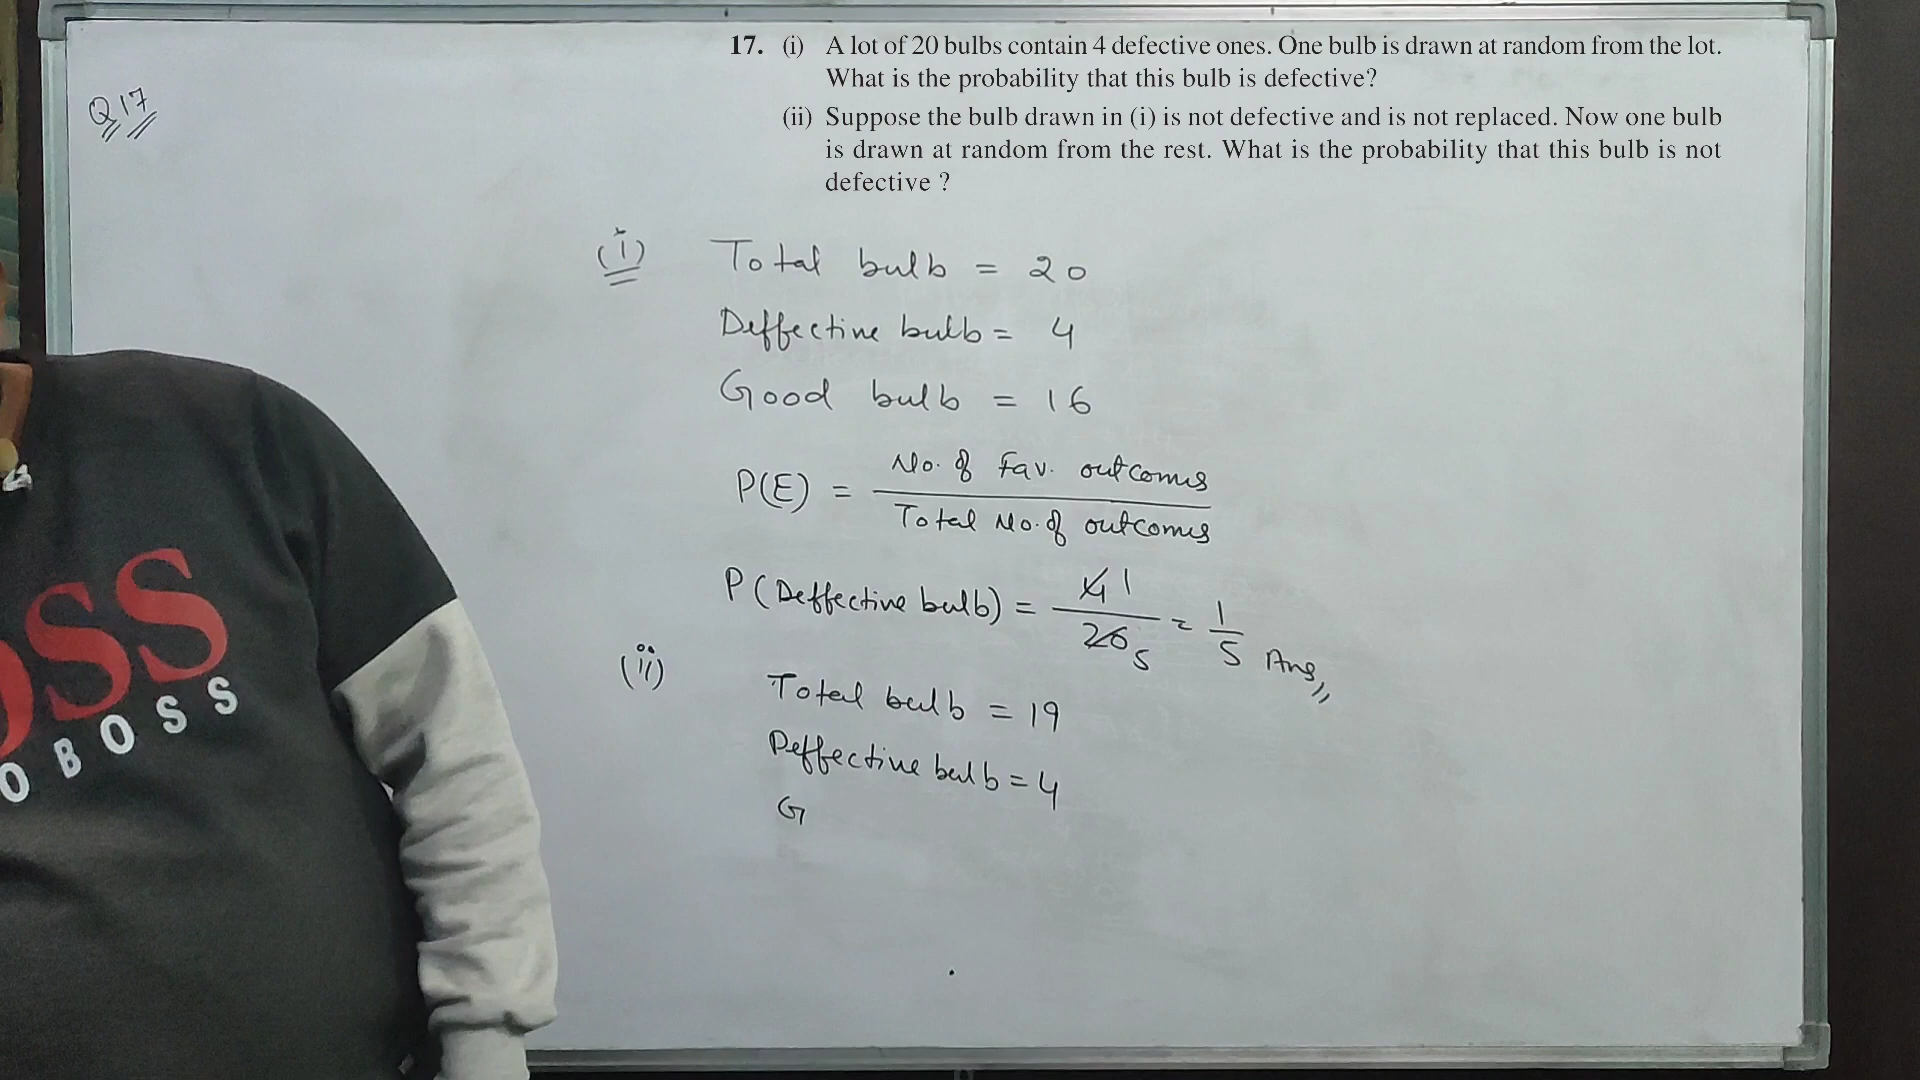 17. (i) A lot of 20 bulbs contain 4 defective ones. One bulb is drawn at random from the lot.
What is the probability that this bulb is defective?
(ii) Suppose the bulb drawn in (i) is not defective and is not replaced. Now one bulb
is drawn at random from the rest. What is the probability that this bulb is not
defective ?
Q17
(i) Total bulb = 20
Deffective bulb = 4
Good bulb = 16
P(E) = No. of Fav. outcomes
Total No. of outcomes
P(Deffective bulb) = 4 1 / 20 5 = 1/5 Ans,,
(ii) Total bulb = 19
Deffective bulb = 4
G
OSS
O BOSS